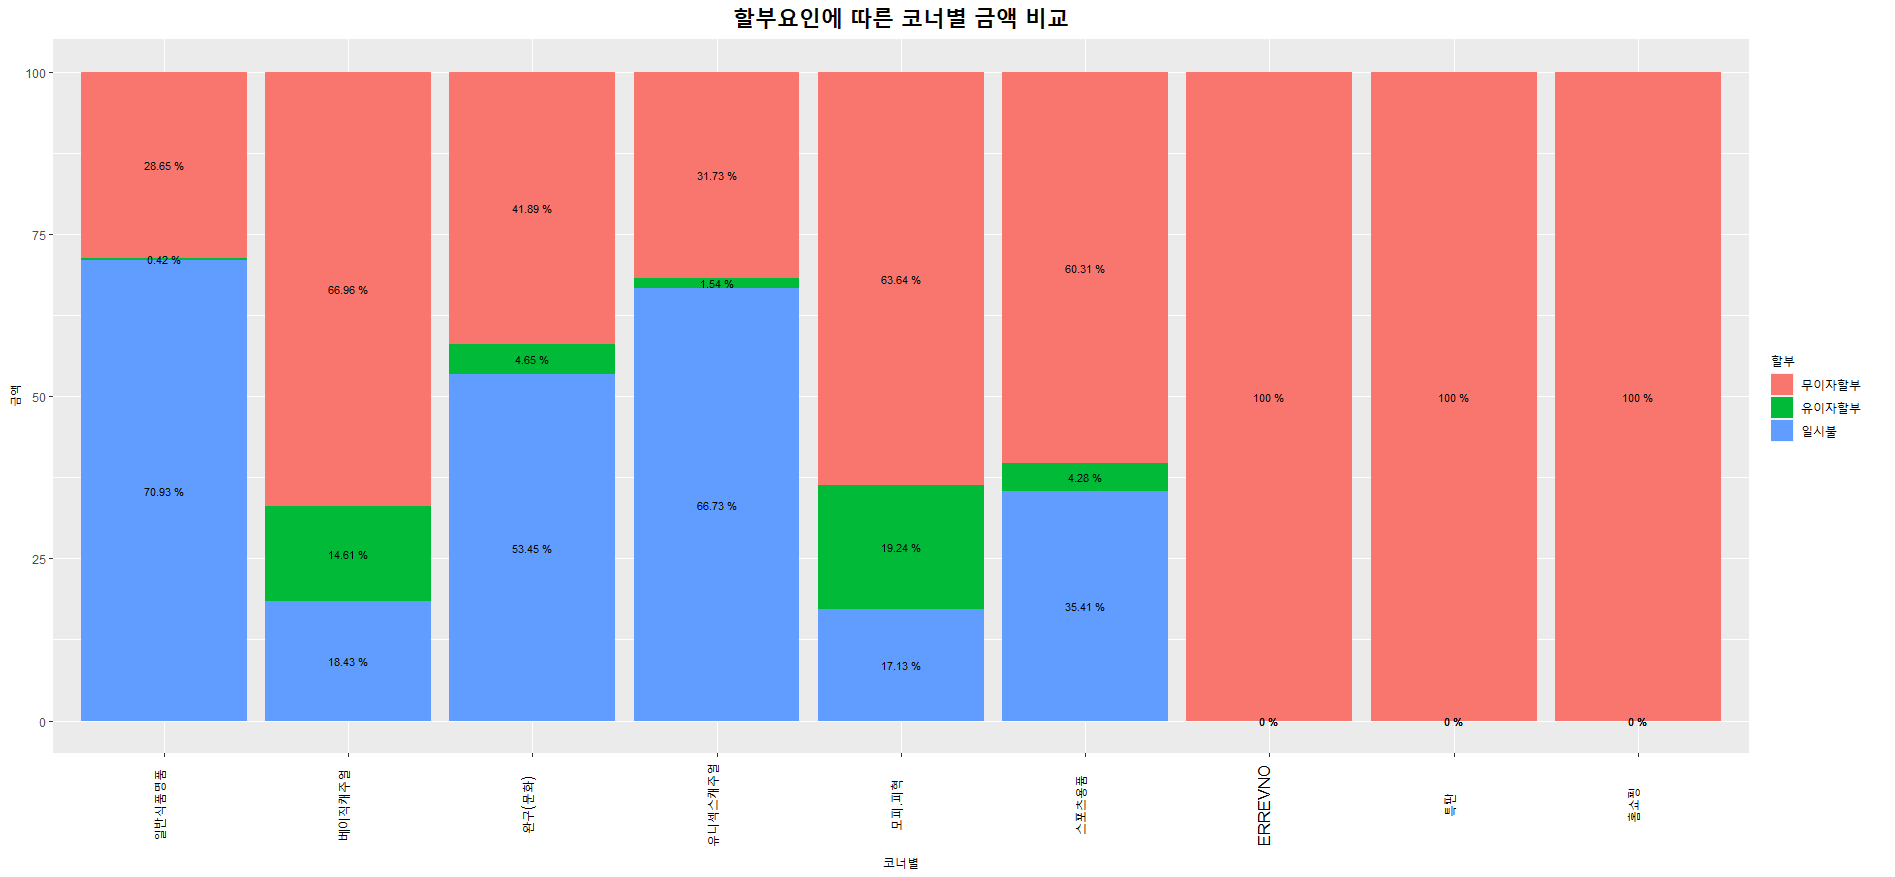 할부요인에 따른 코너별 금액 비교
금액
100
75
50
25
0
28.65 %
0.42 %
70.93 %
66.96 %
14.61 %
18.43 %
41.89 %
4.65 %
53.45 %
31.73 %
1.54 %
66.73 %
63.64 %
19.24 %
17.13 %
60.31 %
4.28 %
35.41 %
100 %
0 %
100 %
0 %
100 %
0 %
일반식품명품
베이직캐주얼
완구(문화)
유니섹스캐주얼
모피.피혁
스포츠용품
ERREVNO
특판
홈쇼핑
코너별
할부
무이자할부
유이자할부
일시불